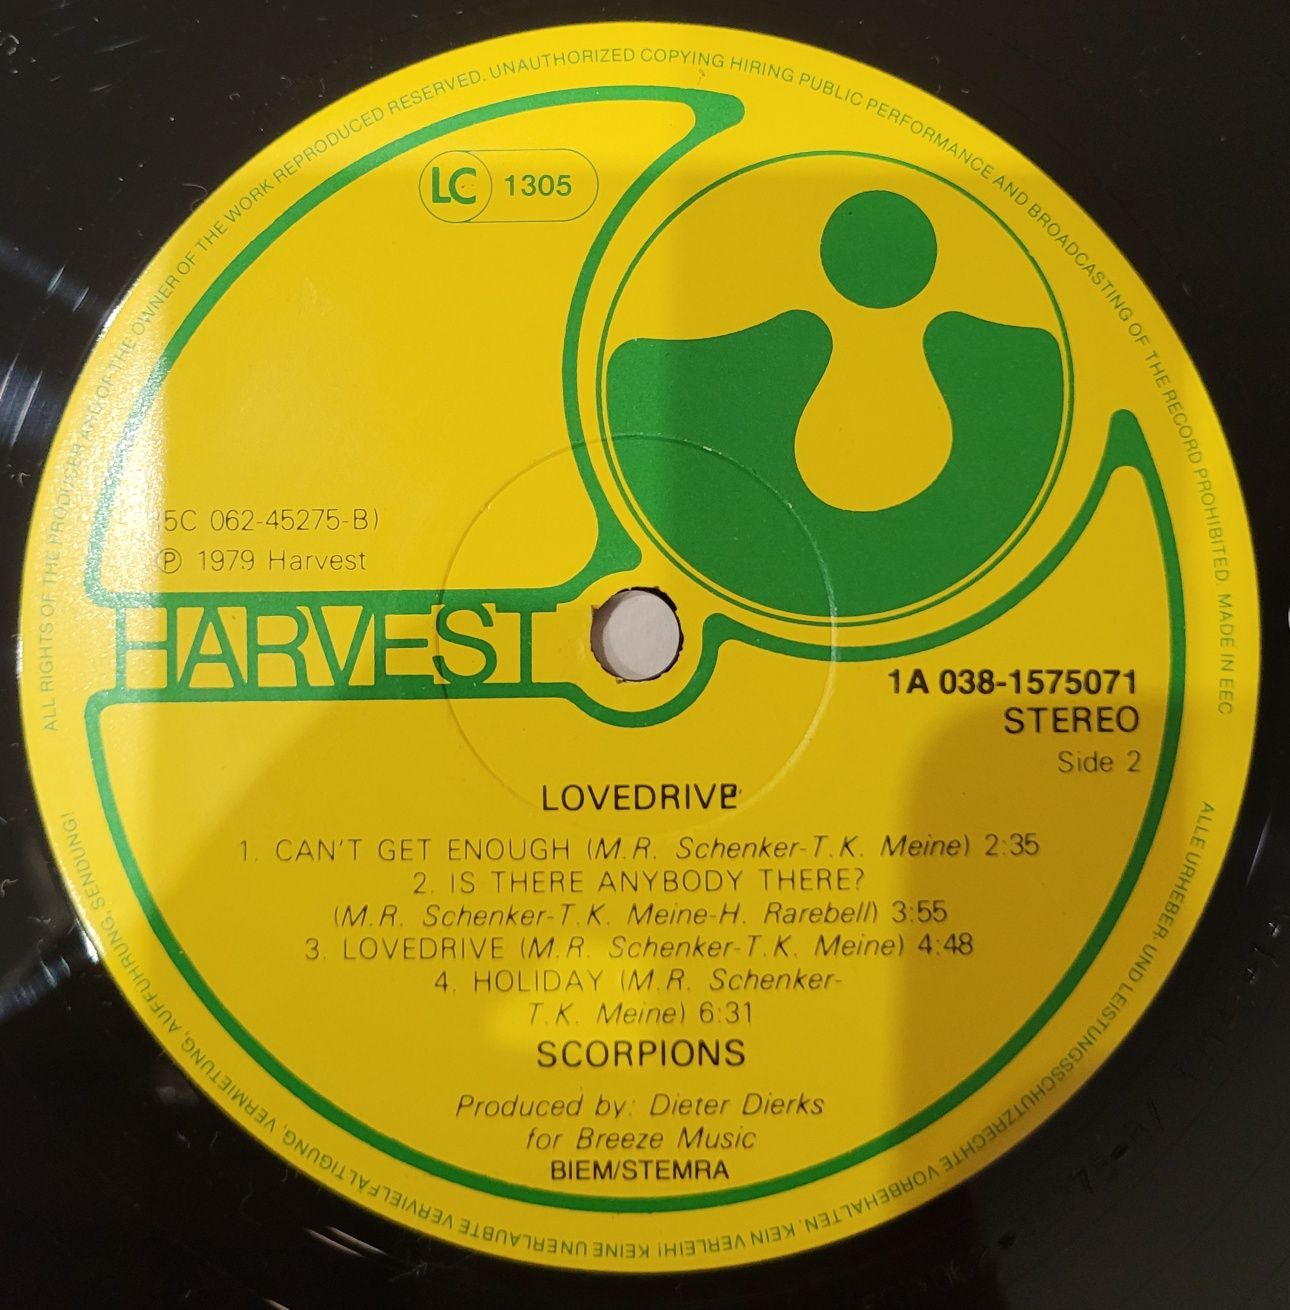 ALL RIGHTS OF THE PRODUCER AND OF THE OWNER OF THE WORK REPRODUCED RESERVED. UNAUTHORIZED COPYING HIRING PUBLIC PERFORMANCE AND BROADCASTING OF THE RECORD PROHIBITED. MADE IN EEC
LC 1305
5C 062-45275-B)
℗ 1979 Harvest
HARVEST
1A 038-1575071
STEREO
Side 2
LOVEDRIVE
1. CAN'T GET ENOUGH (M.R. Schenker-T.K. Meine) 2:35
2. IS THERE ANYBODY THERE?
(M.R. Schenker-T.K. Meine-H. Rarebell) 3:55
3. LOVEDRIVE (M.R. Schenker-T.K. Meine) 4:48
4. HOLIDAY (M.R. Schenker-
T.K. Meine) 6:31
SCORPIONS
Produced by: Dieter Dierks
for Breeze Music
BIEM/STEMRA
ALLE URHEBER UND LEISTUNGSSCHUTZRECHTE VORBEHALTEN. KEIN VERLEIH! KEINE UNERLAUBTE VERVIELFÄLTIGUNG, VERMIETUNG, AUFFÜHRUNG, SENDUNG!